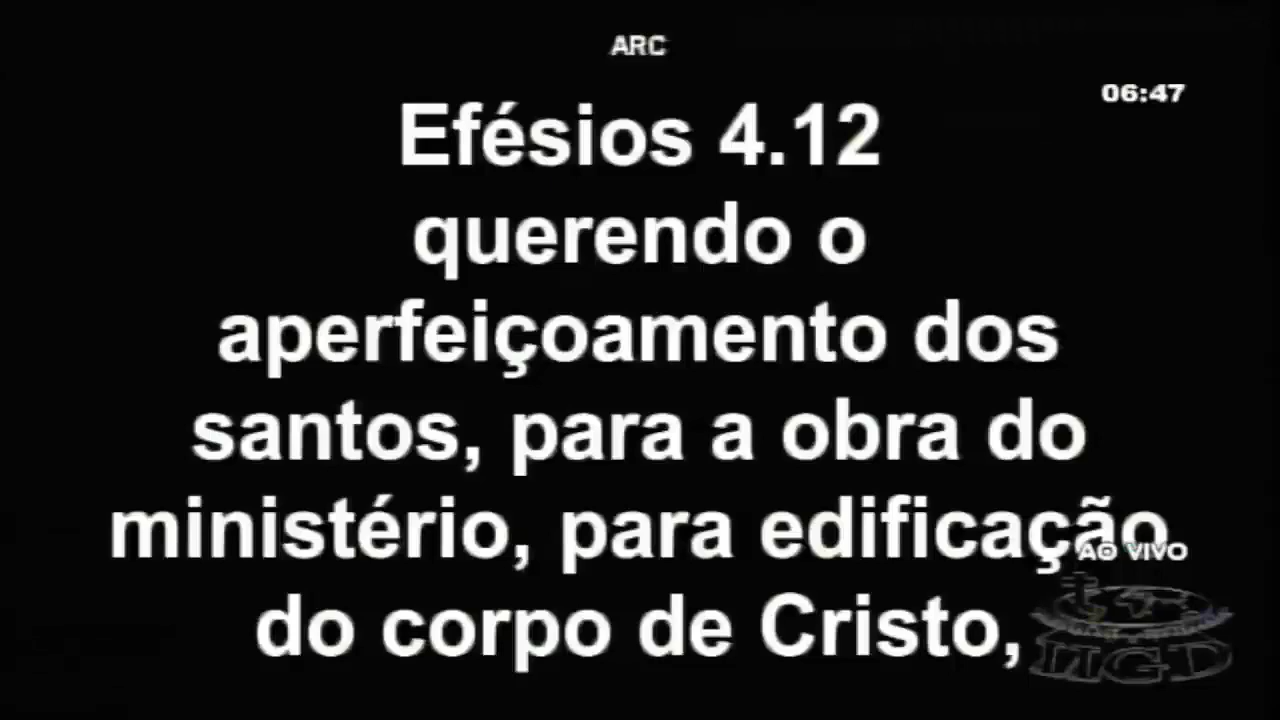 ARC
06:47
Efésios 4.12
querendo o
aperfeiçoamento dos
santos, para a obra do
ministério, para edificação
AO VIVO
do corpo de Cristo,